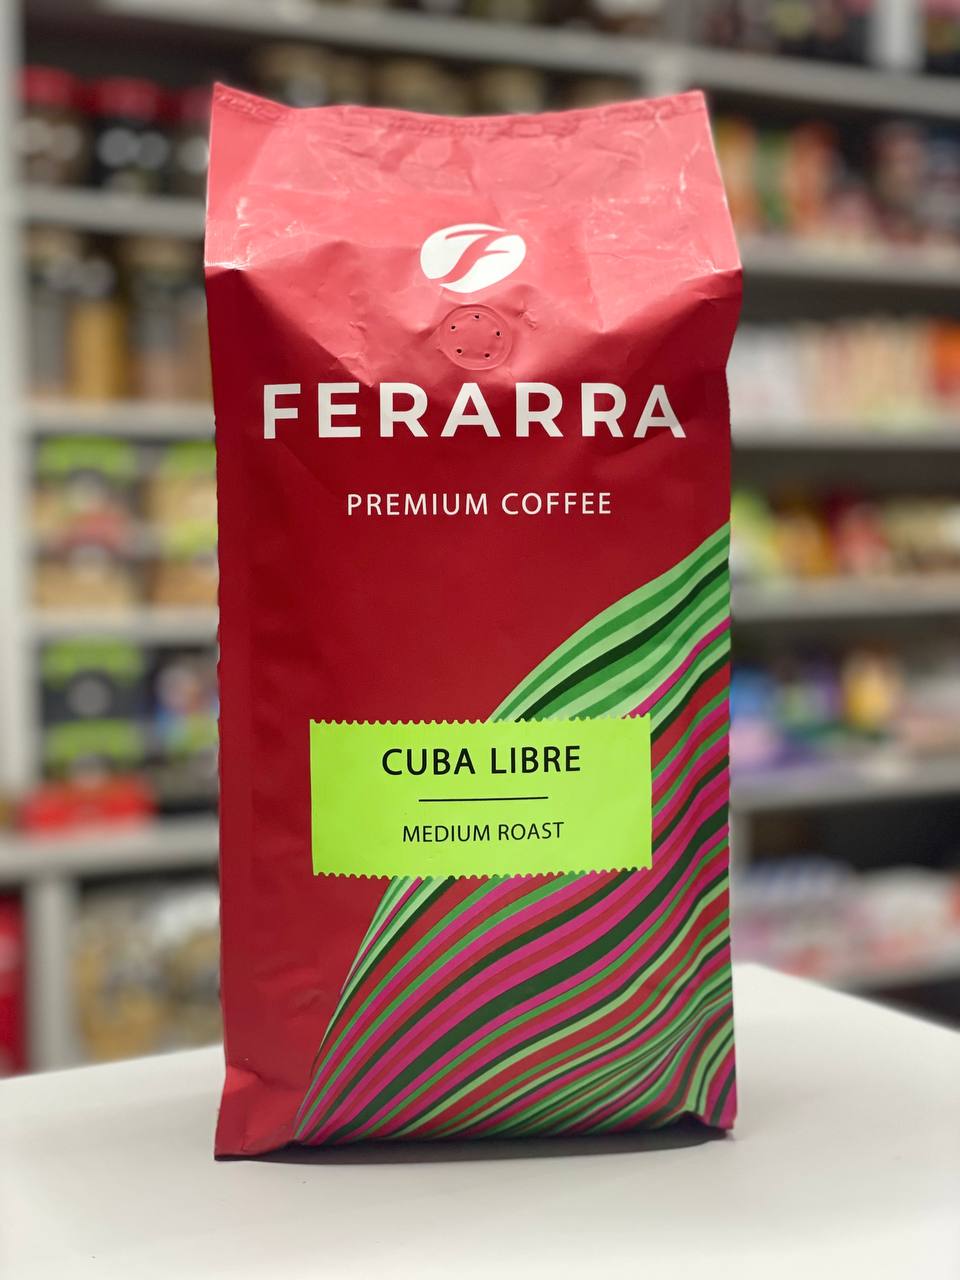 FERARRA
PREMIUM COFFEE
CUBA LIBRE
MEDIUM ROAST